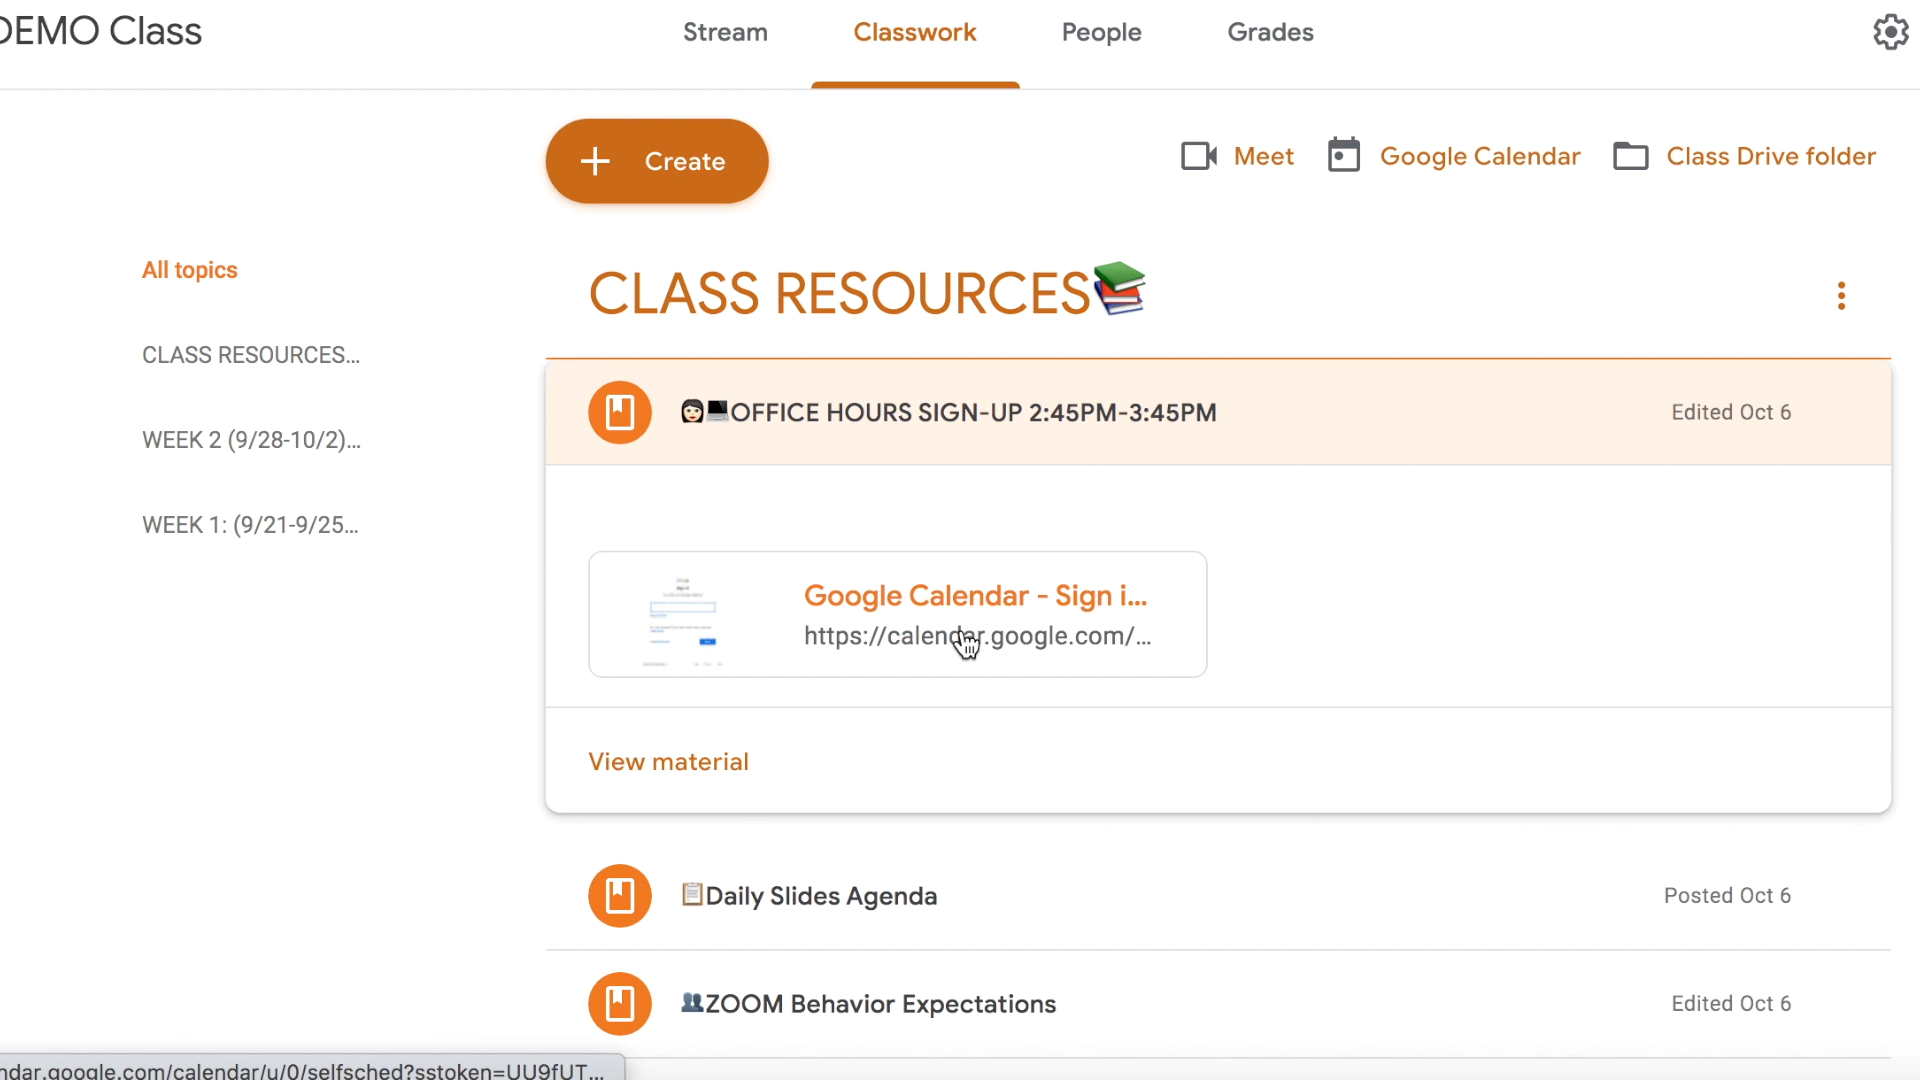 DEMO Class
Stream
Classwork
People
Grades
Create
Meet
Google Calendar
Class Drive folder
All topics
CLASS RESOURCES...
WEEK 2 (9/28-10/2)...
WEEK 1: (9/21-9/25...
CLASS RESOURCES📚
👩🏻‍💻OFFICE HOURS SIGN-UP 2:45PM-3:45PM
Edited Oct 6
Google Calendar - Sign i...
https://calendar.google.com/...
View material
📋Daily Slides Agenda
Posted Oct 6
👥ZOOM Behavior Expectations
Edited Oct 6
ndar.google.com/calendar/u/0/selfsched?sstoken=UU9fUT...